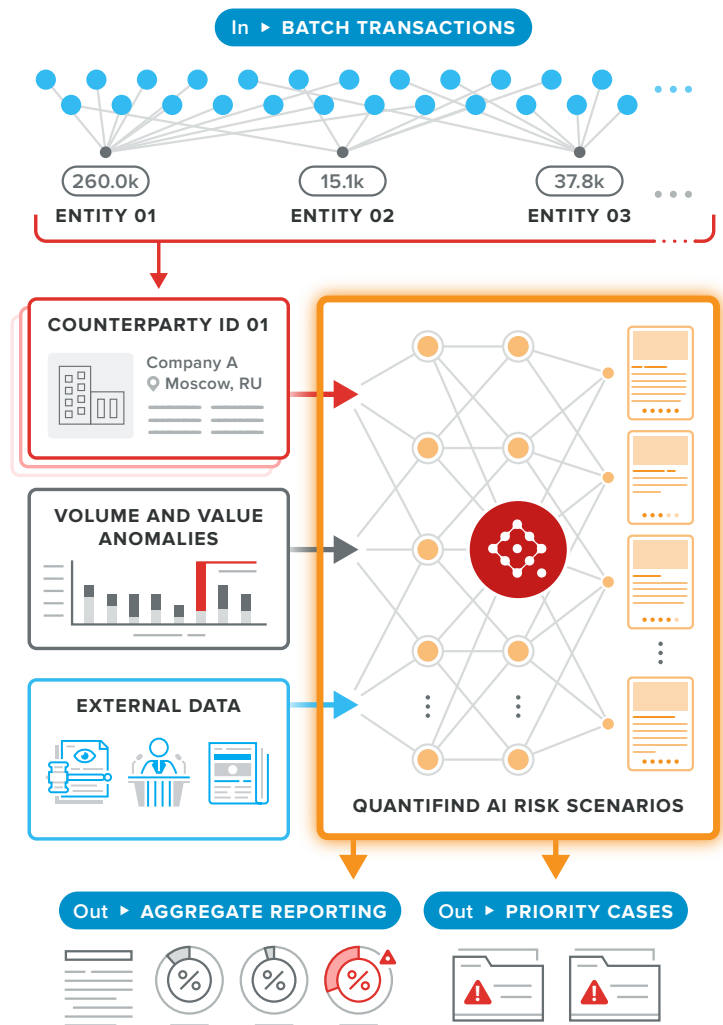 In ▸ BATCH TRANSACTIONS
260.0k
15.1k
37.8k
ENTITY 01
ENTITY 02
ENTITY 03
COUNTERPARTY ID 01
Company A
Moscow, RU
VOLUME AND VALUE
ANOMALIES
EXTERNAL DATA
QUANTIFIND AI RISK SCENARIOS
Out ▸ AGGREGATE REPORTING
Out ▸ PRIORITY CASES
%
%
%